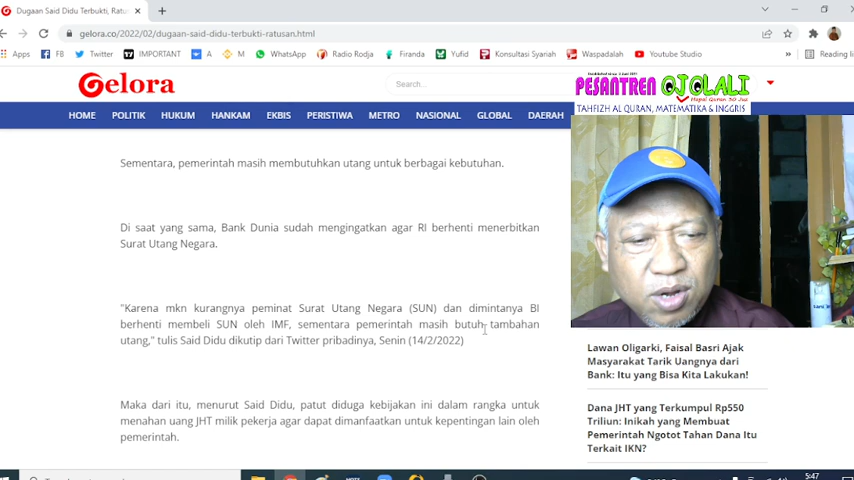 Dugaan Said Didu Terbukti, Ratus
gelora.co/2022/02/dugaan-said-didu-terbukti-ratusan.html
Apps F8 Twitter IMPORTANT A M WhatsApp Radio Rodja Firanda Yufid Konsultasi Syariah Waspadalah Youtube Studio » Reading
Gelora
Search...
PESANTREN OJOLALI
Hapal Quran 30 Juz
TAHFIZH AL QURAN, MATEMATIKA & INGGRIS
HOME POLITIK HUKUM HANKAM EKBIS PERISTIWA METRO NASIONAL GLOBAL DAERAH
Sementara, pemerintah masih membutuhkan utang untuk berbagai kebutuhan.
Di saat yang sama, Bank Dunia sudah mengingatkan agar RI berhenti menerbitkan
Surat Utang Negara.
"Karena mkn kurangnya peminat Surat Utang Negara (SUN) dan dimintanya BI
berhenti membeli SUN oleh IMF, sementara pemerintah masih butuh tambahan
utang," tulis Said Didu dikutip dari Twitter pribadinya, Senin (14/2/2022)
Maka dari itu, menurut Said Didu, patut diduga kebijakan ini dalam rangka untuk
menahan uang JHT milik pekerja agar dapat dimanfaatkan untuk kepentingan lain oleh
pemerintah.
Lawan Oligarki, Faisal Basri Ajak
Masyarakat Tarik Uangnya dari
Bank: Itu yang Bisa Kita Lakukan!
Dana JHT yang Terkumpul Rp550
Triliun: Inikah yang Membuat
Pemerintah Ngotot Tahan Dana Itu
Terkait IKN?
5:47